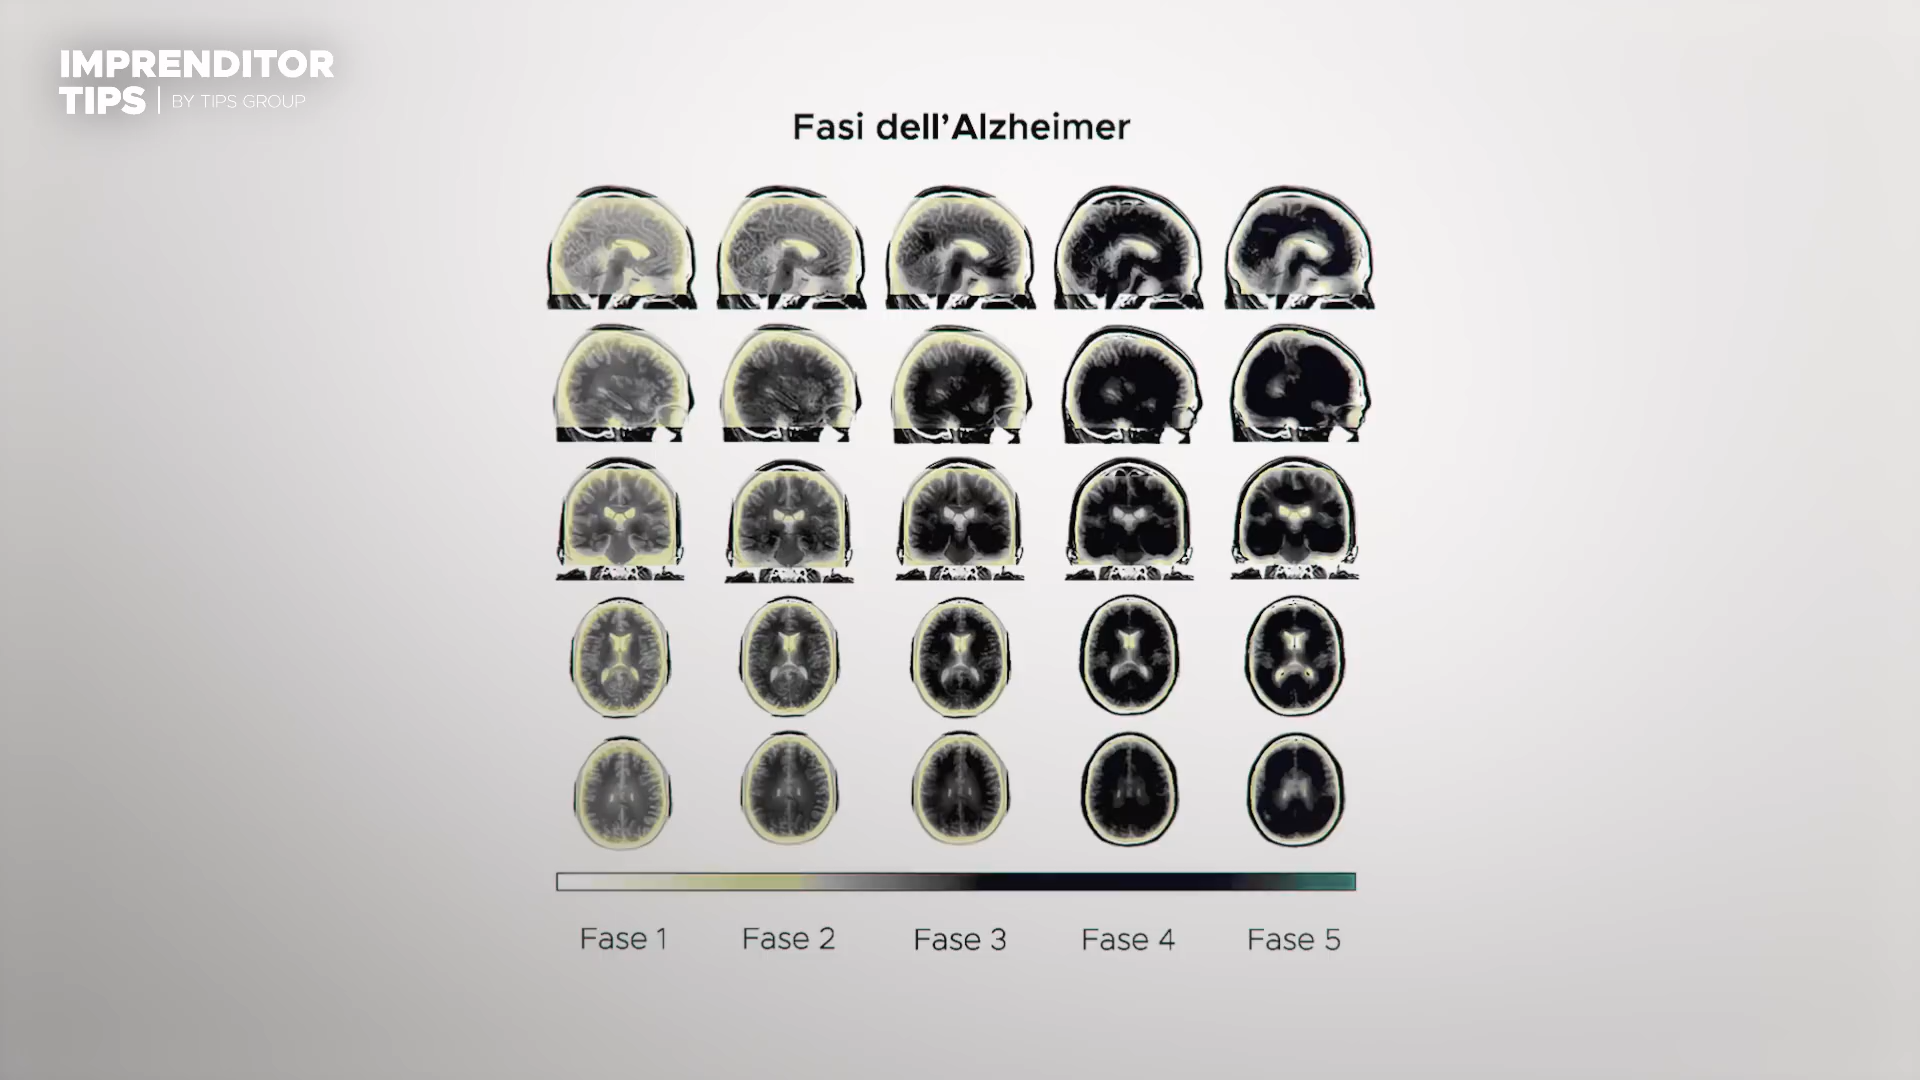 IMPRENDITOR
TIPS | BY TIPS GROUP
Fasi dell’Alzheimer
Fase 1
Fase 2
Fase 3
Fase 4
Fase 5